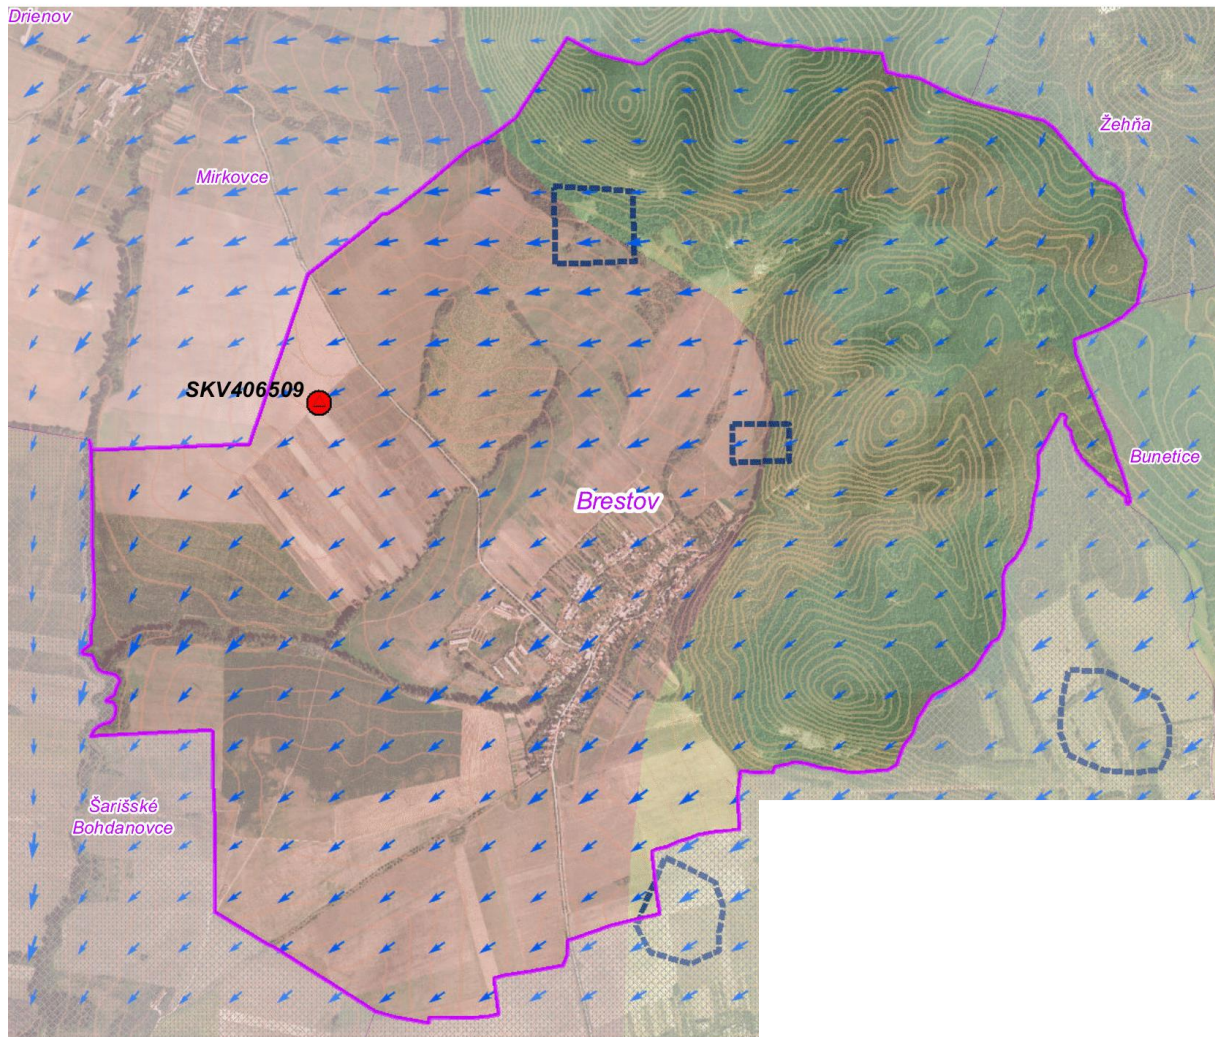 Drienov
Žehňa
Mirkovce
SKV406509
Bunetice
Brestov
Šarišské
Bohdanovce